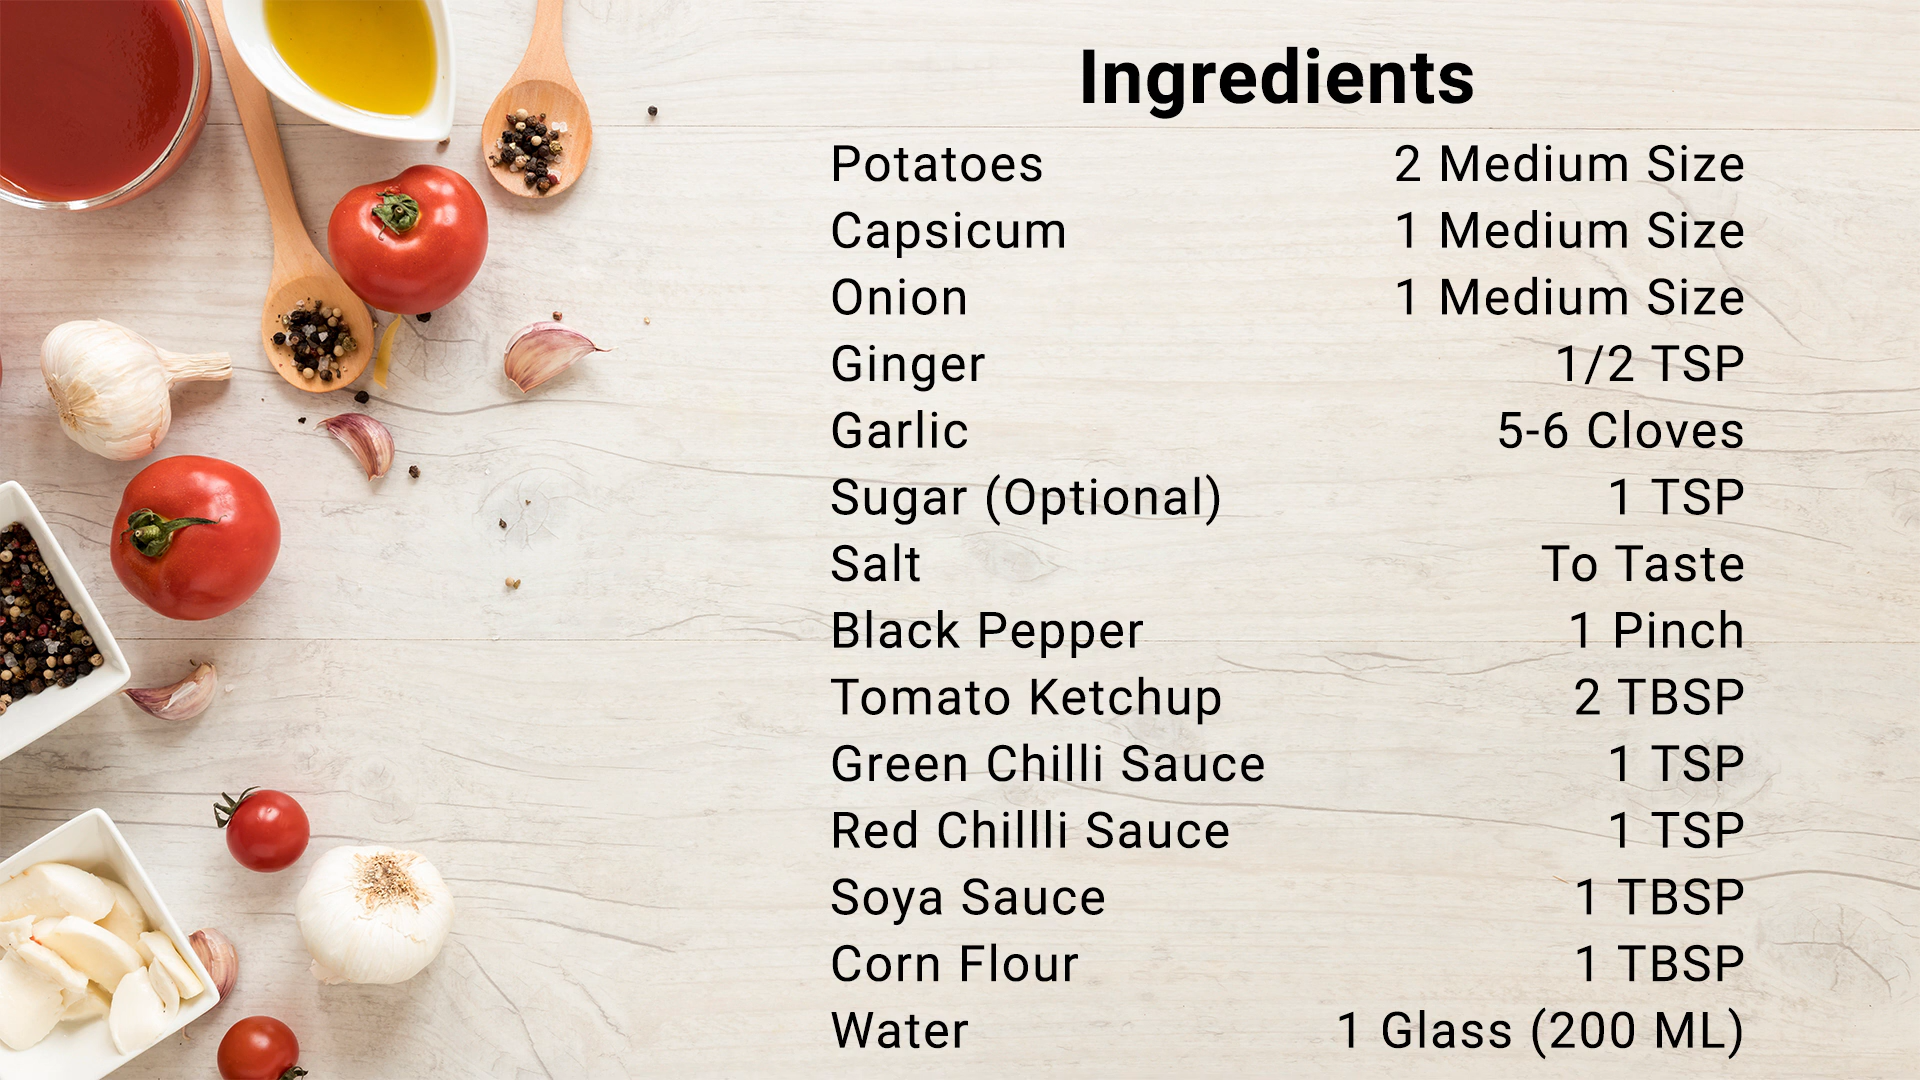 Ingredients
Potatoes 2 Medium Size
Capsicum 1 Medium Size
Onion 1 Medium Size
Ginger 1/2 TSP
Garlic 5-6 Cloves
Sugar (Optional) 1 TSP
Salt To Taste
Black Pepper 1 Pinch
Tomato Ketchup 2 TBSP
Green Chilli Sauce 1 TSP
Red Chillli Sauce 1 TSP
Soya Sauce 1 TBSP
Corn Flour 1 TBSP
Water 1 Glass (200 ML)